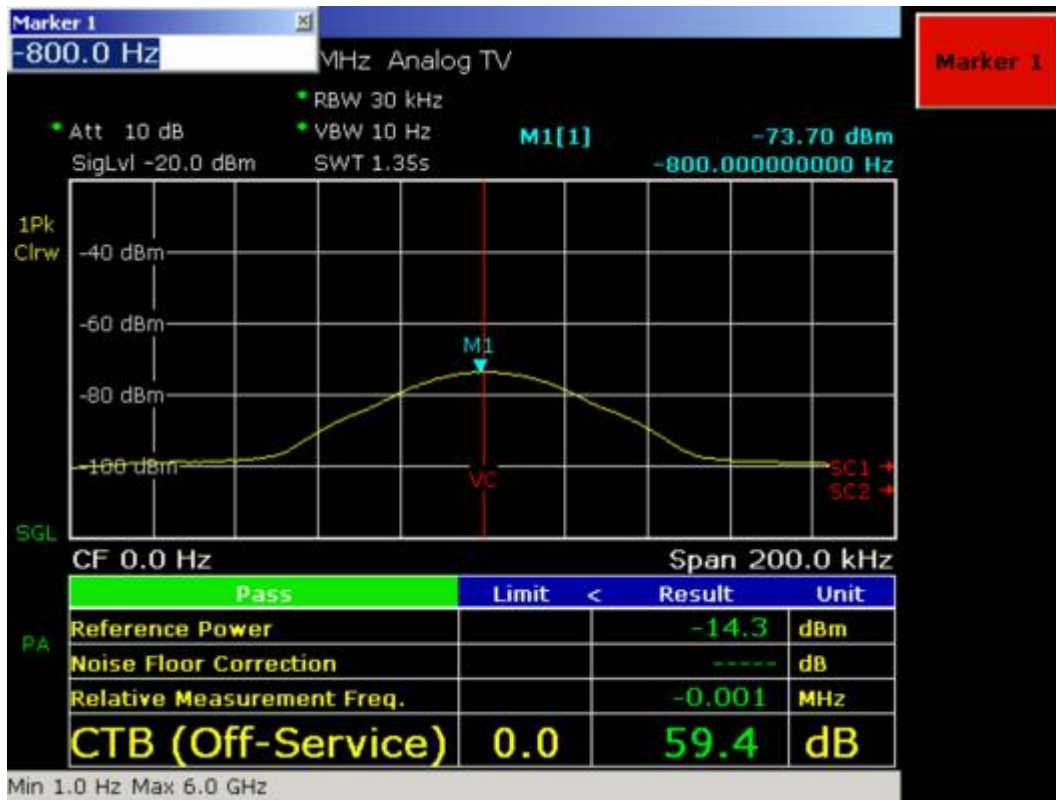 Marker 1
-800.0 Hz
MHz Analog TV
Marker 1
RBW 30 kHz
Att 10 dB
VBW 10 Hz
M1[1]
-73.70 dBm
SigLvl -20.0 dBm
SWT 1.35s
-800.000000000 Hz
1Pk
Clrw
-40 dBm
-60 dBm
M1
-80 dBm
-100 dBm
VC
SC1
SC2
SGL
CF 0.0 Hz
Span 200.0 kHz
Pass
Limit < Result
Unit
PA
Reference Power
-14.3
dBm
Noise Floor Correction
-----
dB
Relative Measurement Freq.
-0.001
MHz
CTB (Off-Service)
0.0
59.4
dB
Min 1.0 Hz Max 6.0 GHz